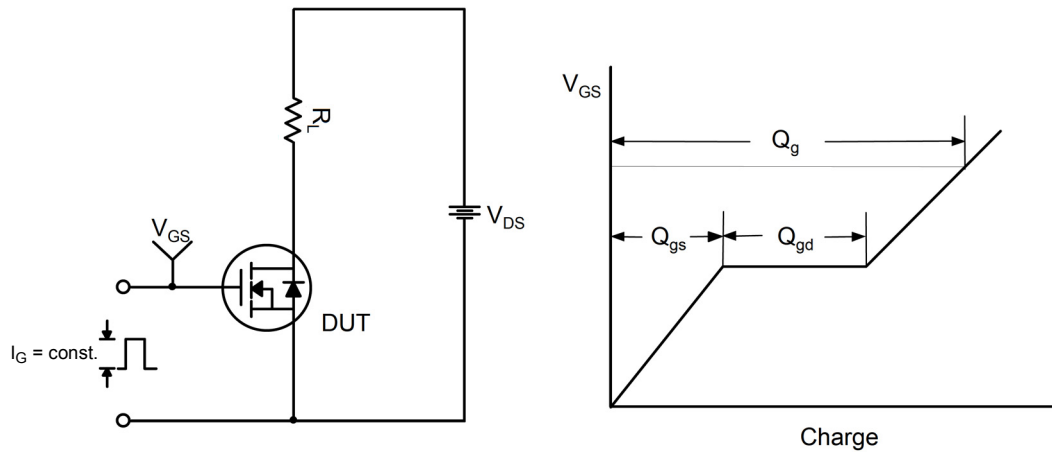 R_L
V_DS
V_GS
DUT
I_G = const.
V_GS
Q_g
Q_gs
Q_gd
Charge